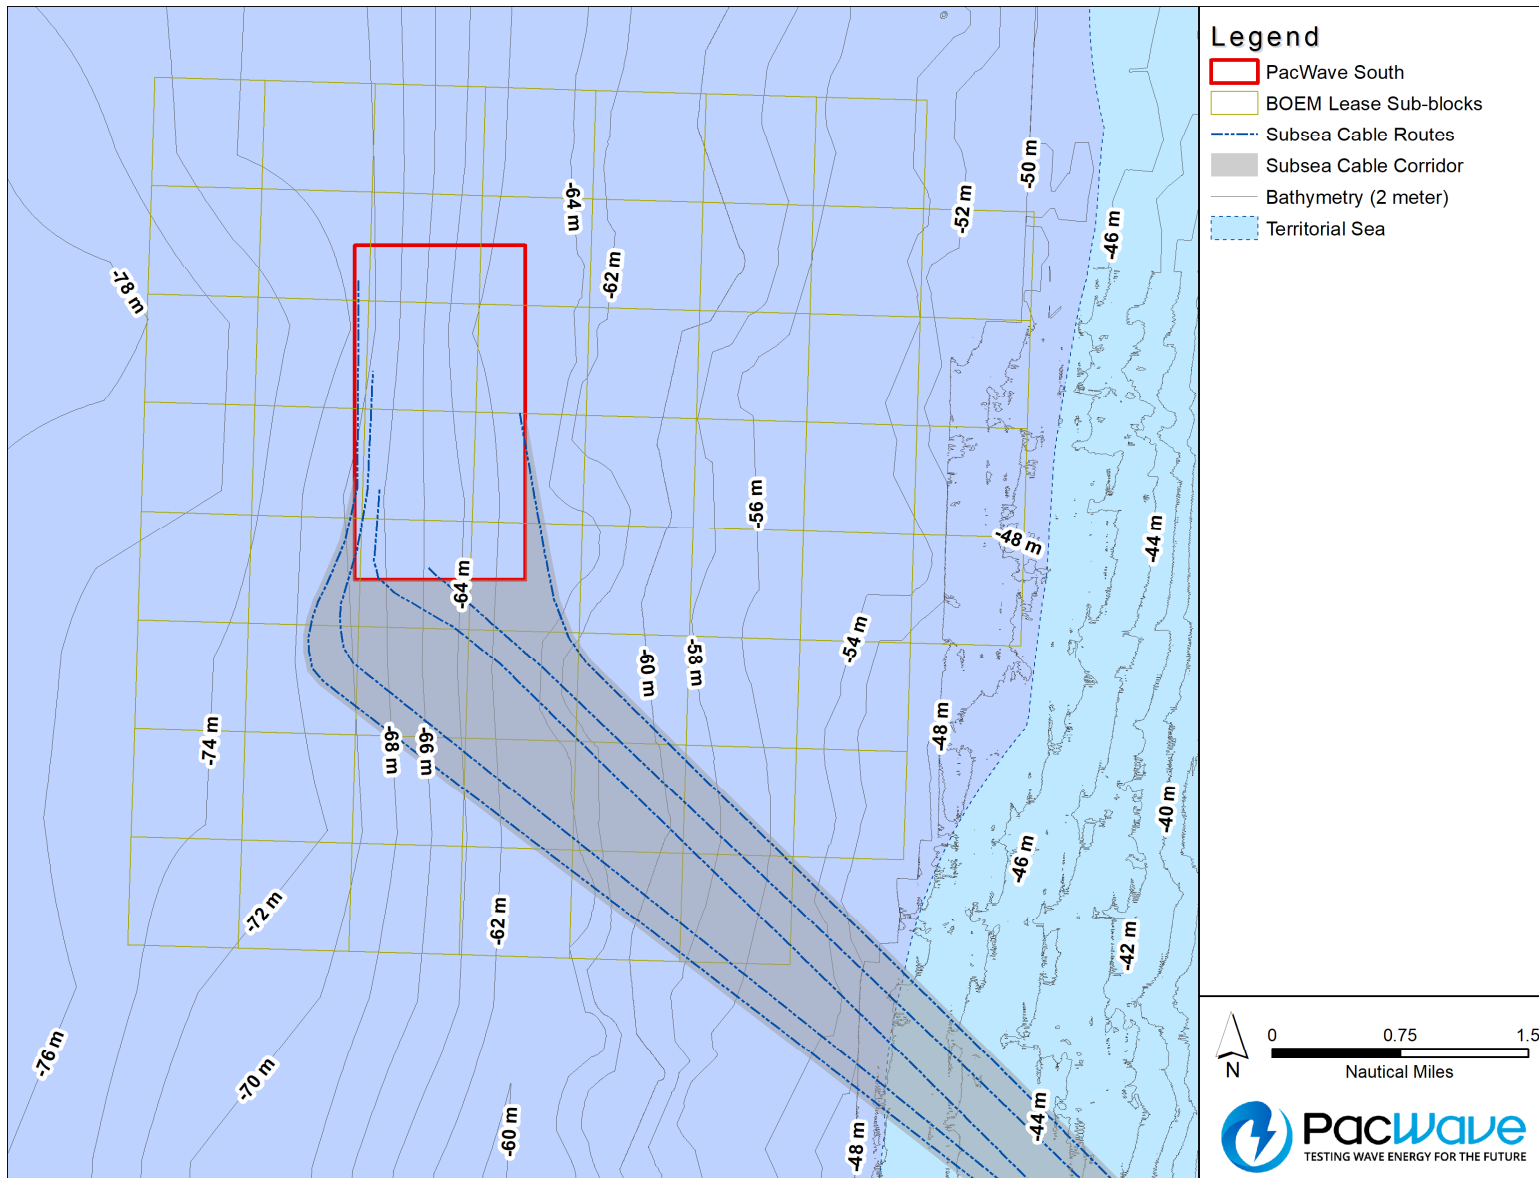 -50 m
-64 m
-52 m
-46 m
-62 m
-78 m
-56 m
-48 m
-44 m
-64 m
-54 m
-60 m
-58 m
-74 m
-68 m
-66 m
-48 m
-40 m
-46 m
-72 m
-62 m
-42 m
-76 m
-70 m
-60 m
-44 m
-48 m
Legend
PacWave South
BOEM Lease Sub-blocks
Subsea Cable Routes
Subsea Cable Corridor
Bathymetry (2 meter)
Territorial Sea
N
0 0.75 1.5
Nautical Miles
PacWave
TESTING WAVE ENERGY FOR THE FUTURE